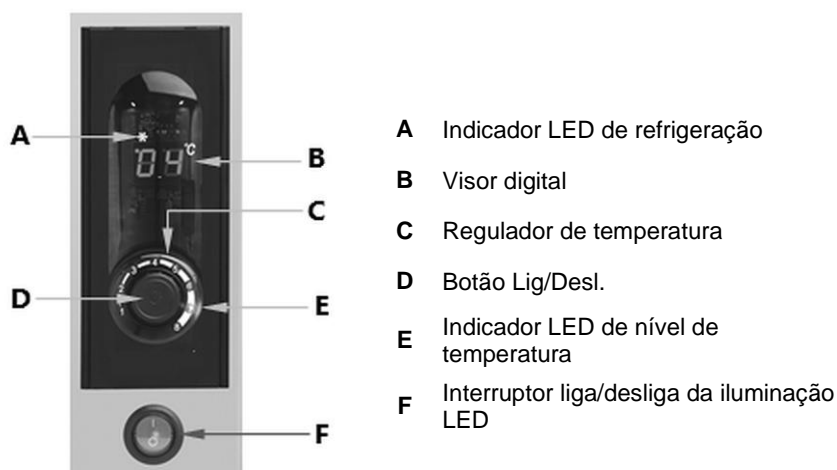 A
04 °C
B
C
D
E
F
A Indicador LED de refrigeração
B Visor digital
C Regulador de temperatura
D Botão Lig/Desl.
E Indicador LED de nível de
temperatura
F Interruptor liga/desliga da iluminação
LED